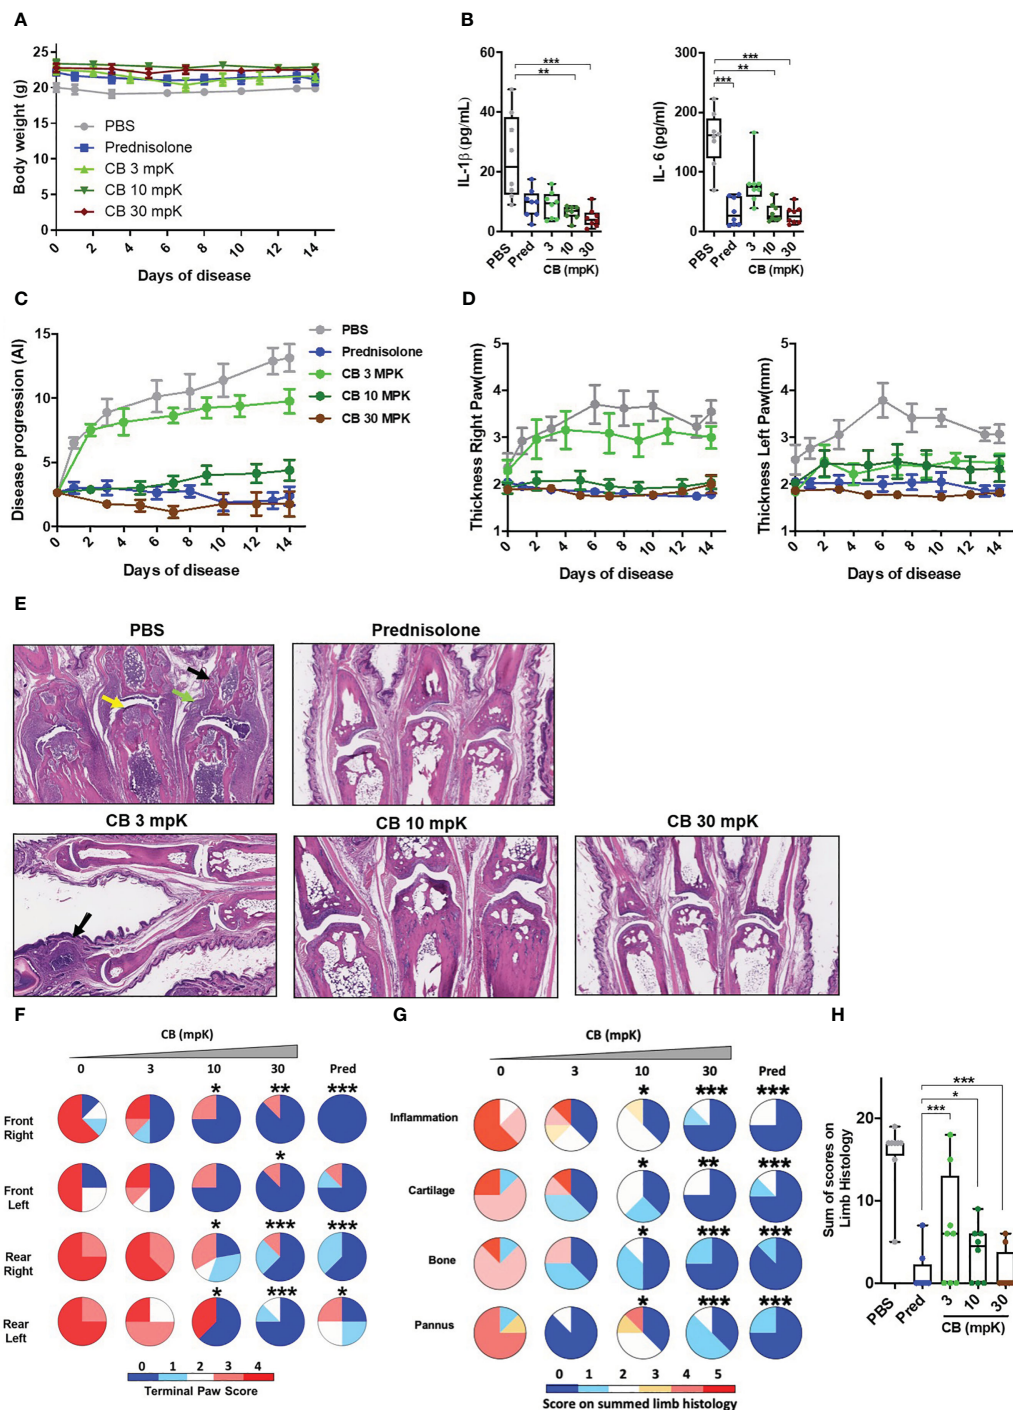 A
Body weight (g)
25
20
15
10
5
0
PBS
Prednisolone
CB 3 mpK
CB 10 mpK
CB 30 mpK
0 2 4 6 8 10 12 14
Days of disease
B
IL-1β (pg/mL)
60
40
20
0
***
**
PBS Pred 3 10 30
CB (mpK)
IL- 6 (pg/ml)
300
200
100
0
***
**
***
PBS Pred 3 10 30
CB (mpK)
C
Disease progression (AI)
15
10
5
0
0 2 4 6 8 10 12 14
Days of disease
PBS
Prednisolone
CB 3 MPK
CB 10 MPK
CB 30 MPK
D
Thickness Right Paw(mm)
5
4
3
2
1
0 2 4 6 8 10 12 14
Days of disease
Thickness Left Paw(mm)
5
4
3
2
1
0 2 4 6 8 10 12 14
Days of disease
E
PBS
Prednisolone
CB 3 mpK
CB 10 mpK
CB 30 mpK
F
CB (mpK)
0 3 10 30 Pred
* ** ***
Front
Right
*
Front
Left
* *** ***
Rear
Right
* *** *
Rear
Left
0 1 2 3 4
Terminal Paw Score
G
CB (mpK)
0 3 10 30 Pred
* *** ***
Inflammation
* ** ***
Cartilage
* *** ***
Bone
* *** ***
Pannus
0 1 2 3 4 5
Score on summed limb histology
H
Sum of scores on
Limb Histology
20
10
0
***
*
***
PBS Pred 3 10 30
CB (mpK)